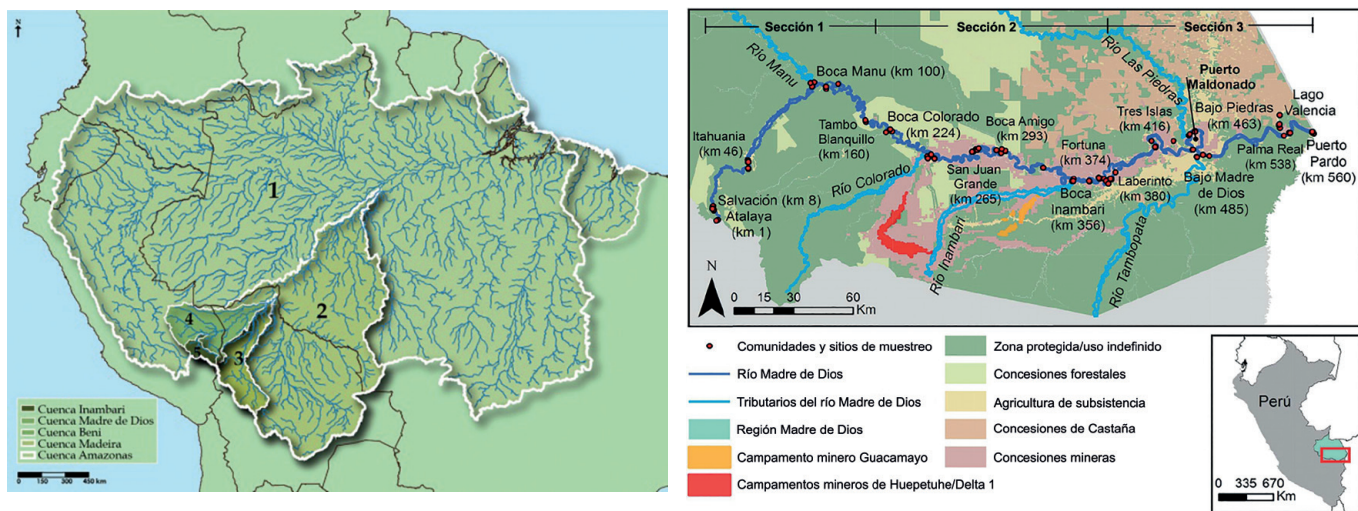 N
1
2
3
4
5
Cuenca Inambari
Cuenca Madre de Dios
Cuenca Beni
Cuenca Madeira
Cuenca Amazonas
0 150 300 450 km
Sección 1
Sección 2
Sección 3
Río Manu
Boca Manu (km 100)
Río Las Piedras
Puerto
Maldonado
Lago
Valencia
Itahuania
(km 46)
Tambo
Blanquillo
(km 160)
Boca Colorado
(km 224)
Boca Amigo
(km 293)
Tres Islas
(km 416)
Bajo Piedras
(km 463)
Fortuna
(km 374)
Palma Real
(km 538)
Puerto
Pardo
(km 560)
Río Colorado
San Juan
Grande
(km 265)
Laberinto
(km 380)
Bajo Madre
de Dios
(km 485)
Salvación (km 8)
Atalaya
(km 1)
Boca
Inambari
(km 356)
Río Inambari
Río Tambopata
N
0 15 30 60
Km
Comunidades y sitios de muestreo
Río Madre de Dios
Tributarios del río Madre de Dios
Región Madre de Dios
Campamento minero Guacamayo
Campamentos mineros de Huepetuhe/Delta 1
Zona protegida/uso indefinido
Concesiones forestales
Agricultura de subsistencia
Concesiones de Castaña
Concesiones mineras
Perú
0 335 670
Km